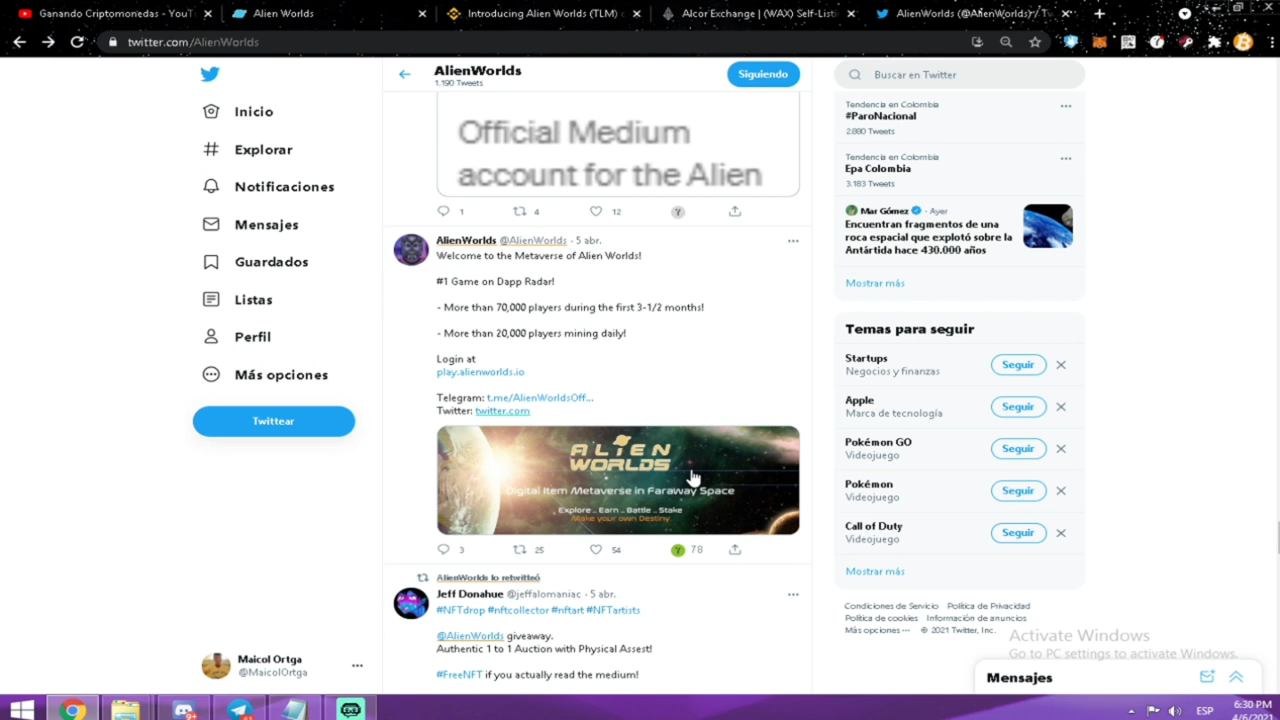 Ganando Criptomonedas - YouT
Alien Worlds
Introducing Alien Worlds (TLM) o
Alcor Exchange | (WAX) Self-Listi
AlienWorlds (@AlienWorlds) / Tw
twitter.com/AlienWorlds
Inicio
Explorar
Notificaciones
Mensajes
Guardados
Listas
Perfil
Más opciones
Twittear
Maicol Ortga
@MaicolOrtga
AlienWorlds
1.190 Tweets
Siguiendo
Official Medium
account for the Alien
1 4 12
AlienWorlds @AlienWorlds · 5 abr.
Welcome to the Metaverse of Alien Worlds!
#1 Game on Dapp Radar!
- More than 70,000 players during the first 3-1/2 months!
- More than 20,000 players mining daily!
Login at
play.alienworlds.io
Telegram: t.me/AlienWorldsOff...
Twitter: twitter.com
ALIEN
WORLDS
Digital Item Metaverse in Faraway Space
Explore .. Earn .. Battle .. Stake
Make your own Destiny
3 25 54 78
AlienWorlds lo retwitteó
Jeff Donahue @jeffalomaniac · 5 abr.
#NFTdrop #nftcollector #nftart #NFTartists
@AlienWorlds giveaway.
Authentic 1 to 1 Auction with Physical Assest!
#FreeNFT if you actually read the medium!
Buscar en Twitter
Tendencia en Colombia
#ParoNacional
2.880 Tweets
Tendencia en Colombia
Epa Colombia
3.183 Tweets
Mar Gómez · Ayer
Encuentran fragmentos de una
roca espacial que explotó sobre la
Antártida hace 430.000 años
Mostrar más
Temas para seguir
Startups
Negocios y finanzas
Seguir
Apple
Marca de tecnología
Seguir
Pokémon GO
Videojuego
Seguir
Pokémon
Videojuego
Seguir
Call of Duty
Videojuego
Seguir
Mostrar más
Condiciones de Servicio Política de Privacidad
Política de cookies Información de anuncios
Más opciones ··· © 2021 Twitter, Inc.
Activate Windows
Go to PC settings to activate Windows.
Mensajes
ESP
6:30 PM
4/6/2021